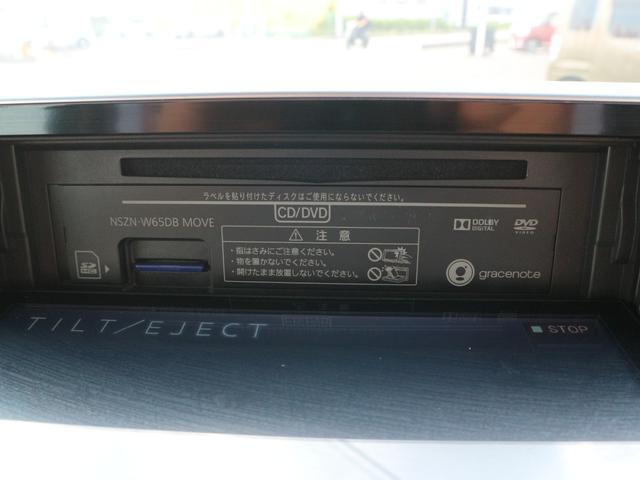 ラベルを貼り付けたディスクはご使用にならないでください。
CD/DVD
NSZN-W65DB MOVE
注 意
・指はさみにご注意ください。
・物を置かないでください。
・開けたまま放置しないでください。
DOLBY
DIGITAL
DVD
VIDEO
SD
gracenote
TILT/EJECT
STOP